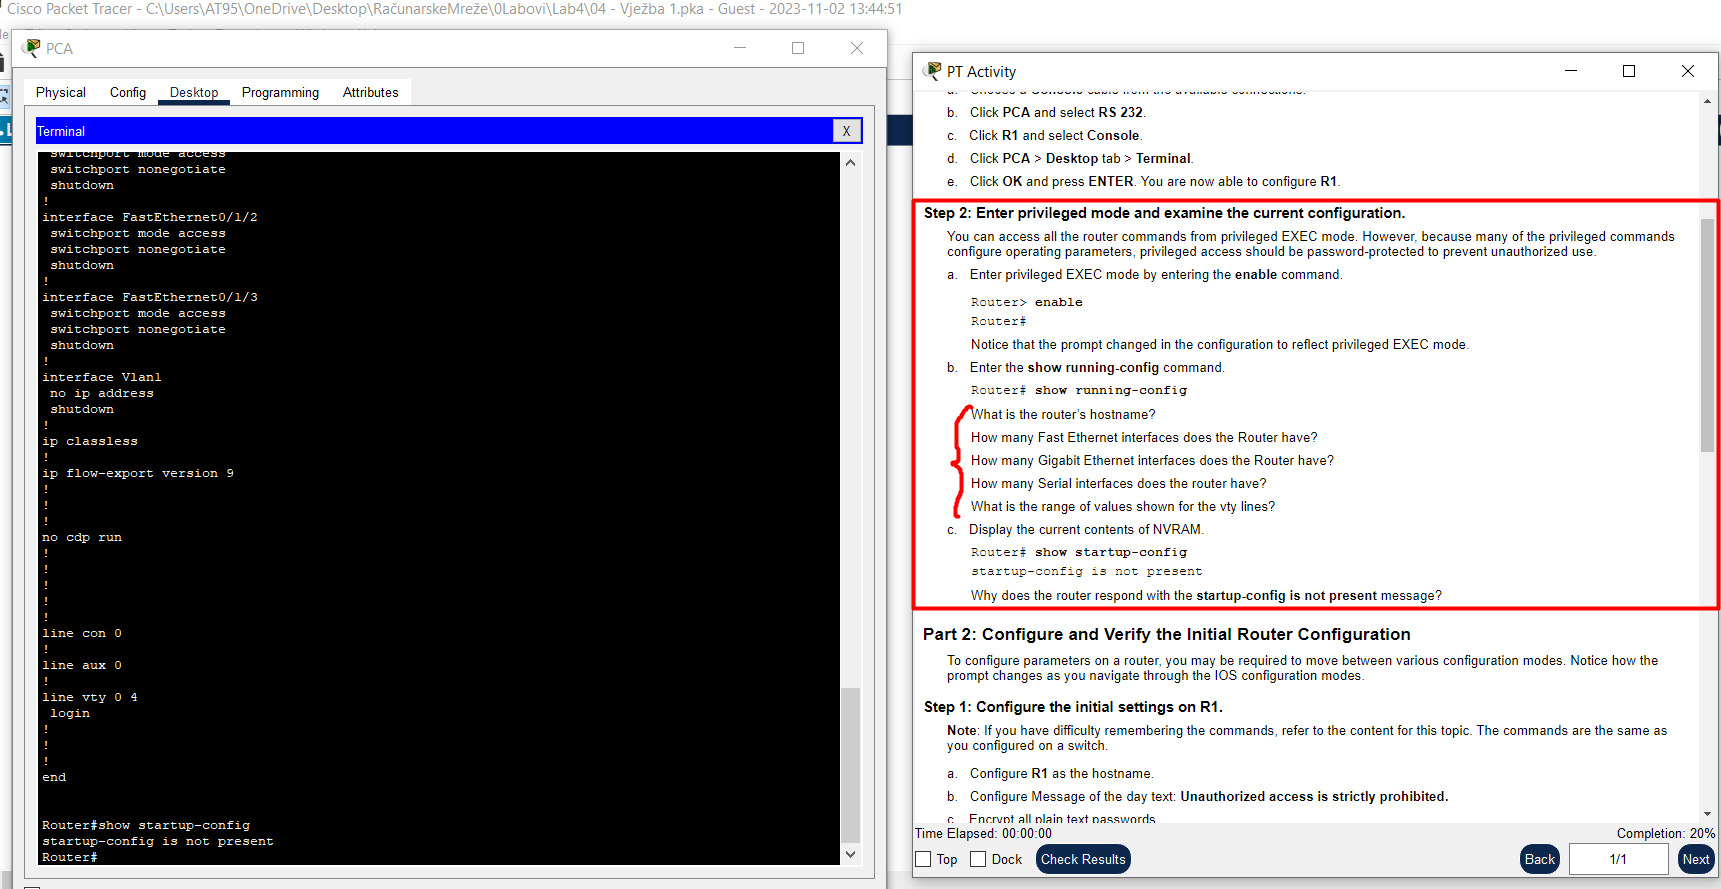 Cisco Packet Tracer - C:\Users\AT95\OneDrive\Desktop\RačunarskeMreže\0Labovi\Lab4\04 - Vježba 1.pka - Guest - 2023-11-02 13:44:51
PCA
Physical Config Desktop Programming Attributes
Terminal
X
switchport mode access
switchport nonegotiate
shutdown
!
interface FastEthernet0/1/2
switchport mode access
switchport nonegotiate
shutdown
!
interface FastEthernet0/1/3
switchport mode access
switchport nonegotiate
shutdown
!
interface Vlan1
no ip address
shutdown
!
ip classless
!
ip flow-export version 9
!
!
!
no cdp run
!
!
!
!
!
line con 0
!
line aux 0
!
line vty 0 4
login
!
!
!
end
Router#show startup-config
startup-config is not present
Router#
PT Activity
a. Choose a Console cable from the available connections.
b. Click PCA and select RS 232.
c. Click R1 and select Console.
d. Click PCA > Desktop tab > Terminal.
e. Click OK and press ENTER. You are now able to configure R1.
Step 2: Enter privileged mode and examine the current configuration.
You can access all the router commands from privileged EXEC mode. However, because many of the privileged commands
configure operating parameters, privileged access should be password-protected to prevent unauthorized use.
a. Enter privileged EXEC mode by entering the enable command.
Router> enable
Router#
Notice that the prompt changed in the configuration to reflect privileged EXEC mode.
b. Enter the show running-config command.
Router# show running-config
What is the router's hostname?
How many Fast Ethernet interfaces does the Router have?
How many Gigabit Ethernet interfaces does the Router have?
How many Serial interfaces does the router have?
What is the range of values shown for the vty lines?
c. Display the current contents of NVRAM.
Router# show startup-config
startup-config is not present
Why does the router respond with the startup-config is not present message?
Part 2: Configure and Verify the Initial Router Configuration
To configure parameters on a router, you may be required to move between various configuration modes. Notice how the
prompt changes as you navigate through the IOS configuration modes.
Step 1: Configure the initial settings on R1.
Note: If you have difficulty remembering the commands, refer to the content for this topic. The commands are the same as
you configured on a switch.
a. Configure R1 as the hostname.
b. Configure Message of the day text: Unauthorized access is strictly prohibited.
c. Encrypt all plain text passwords
Time Elapsed: 00:00:00
Completion: 20%
Top Dock Check Results
Back 1/1 Next